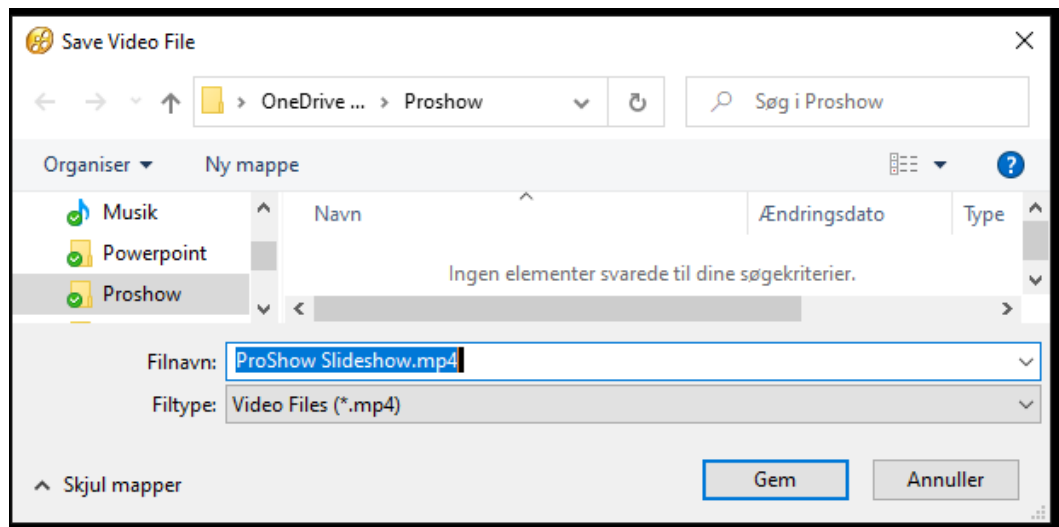 Save Video File
OneDrive ... › Proshow
Søg i Proshow
Organiser
Ny mappe
?
Musik
Powerpoint
Proshow
Navn
Ændringsdato
Type
Ingen elementer svarede til dine søgekriterier.
Filnavn: ProShow Slideshow.mp4
Filtype: Video Files (*.mp4)
Skjul mapper
Gem
Annuller